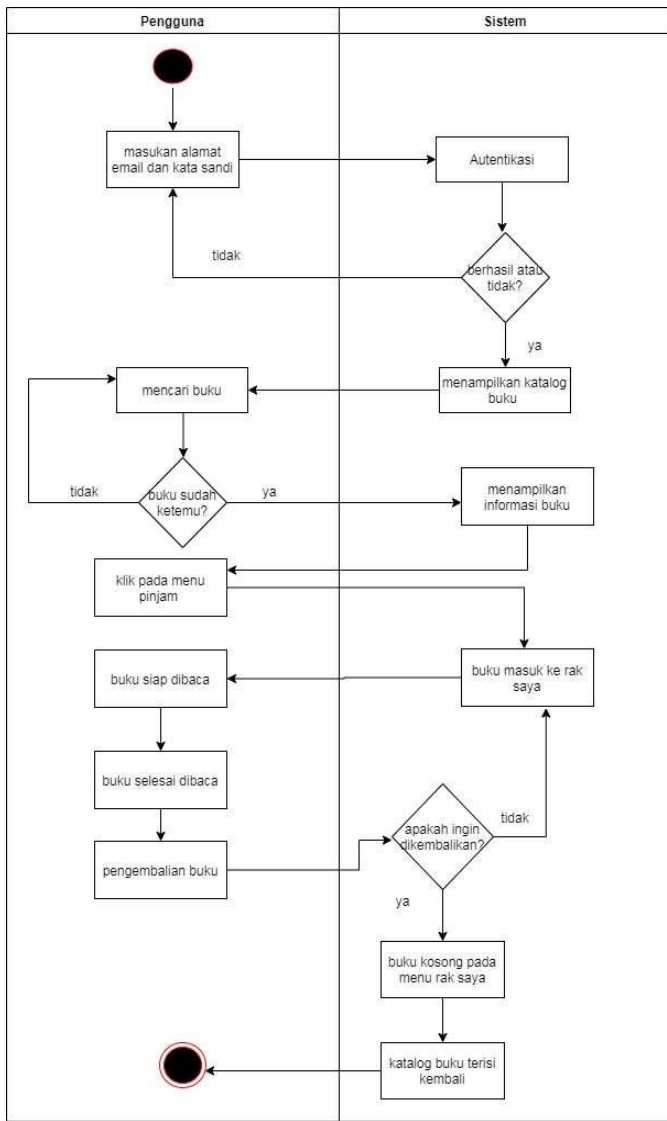 Pengguna
Sistem
masukan alamat
email dan kata sandi
Autentikasi
tidak
berhasil atau
tidak?
ya
mencari buku
menampilkan katalog
buku
tidak
buku sudah
ketemu?
ya
menampilkan
informasi buku
klik pada menu
pinjam
buku siap dibaca
buku masuk ke rak
saya
buku selesai dibaca
apakah ingin
dikembalikan?
tidak
pengembalian buku
ya
buku kosong pada
menu rak saya
katalog buku terisi
kembali